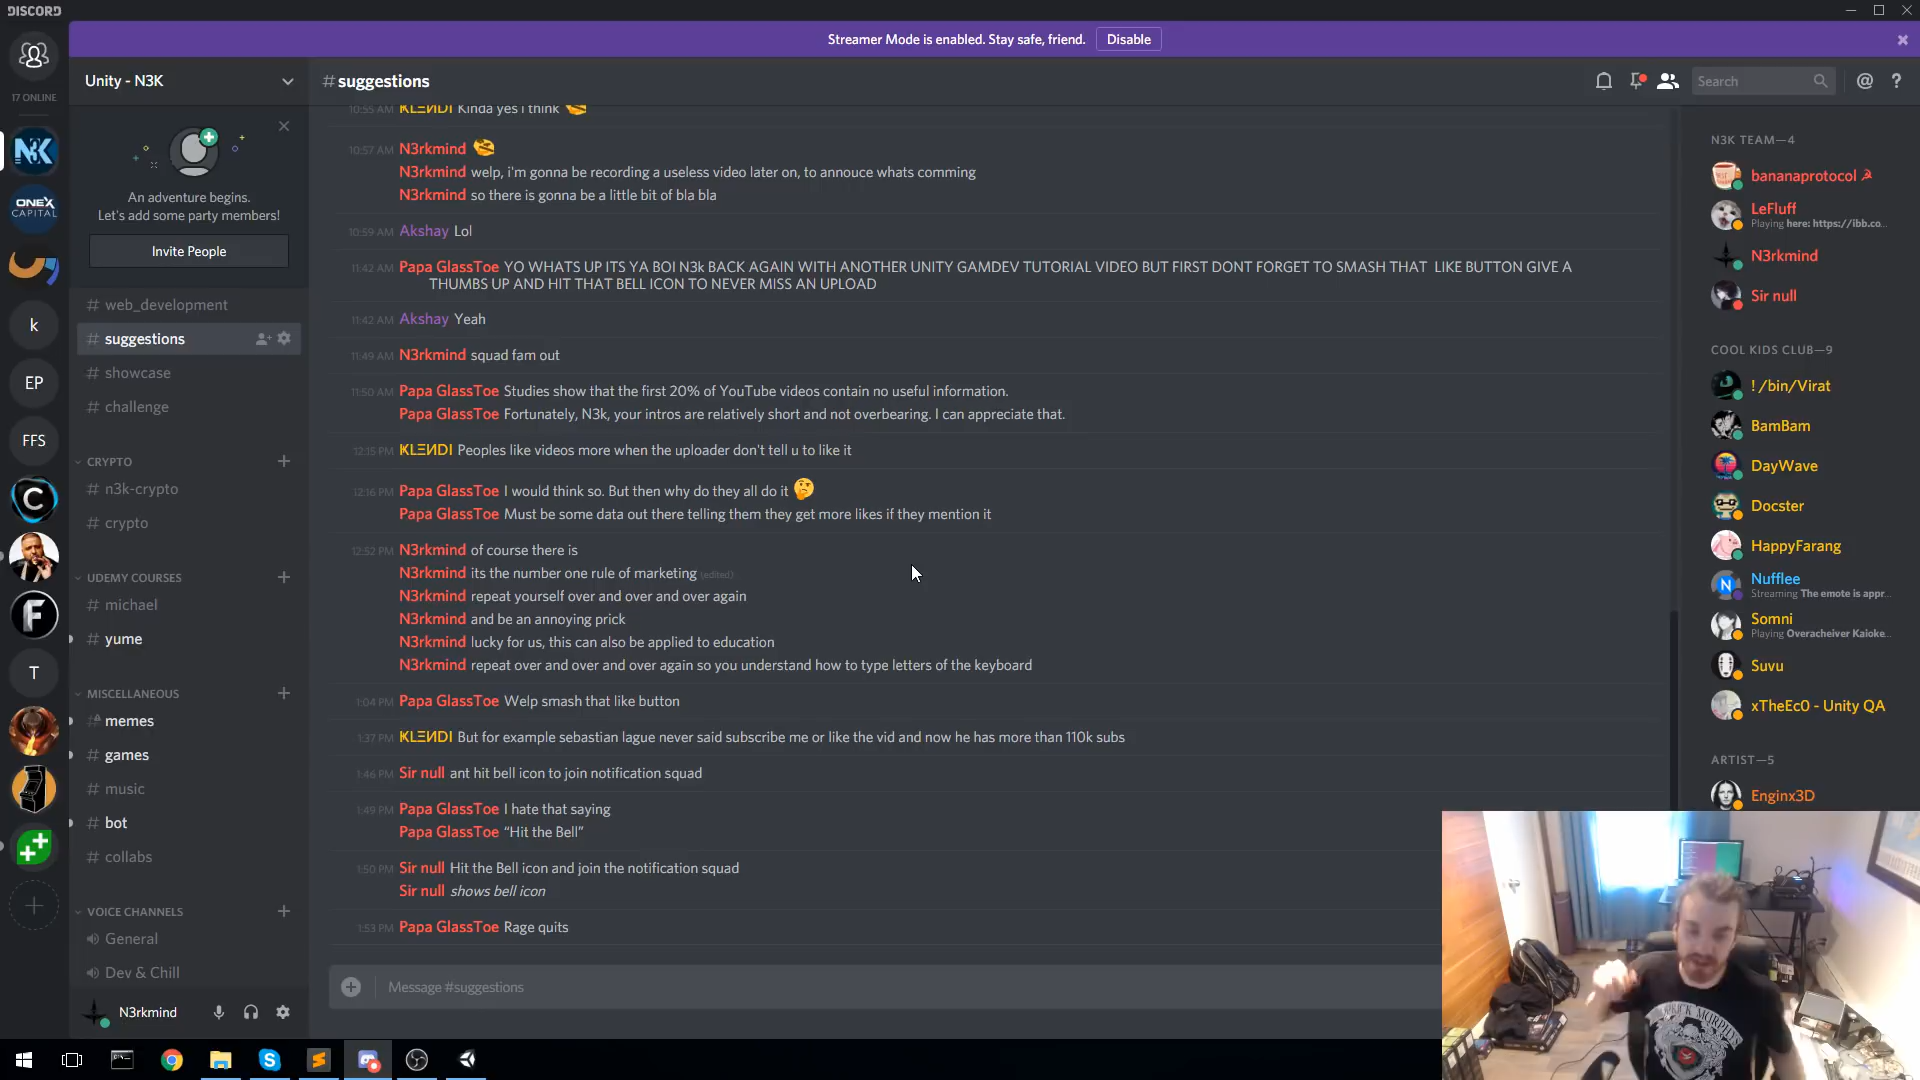 DISCORD
Streamer Mode is enabled. Stay safe, friend.
Disable
17 ONLINE
N3K
ONEX
CAPITAL
k
EP
FFS
C
F
T
Unity - N3K
An adventure begins.
Let's add some party members!
Invite People
# web_development
# suggestions
# showcase
# challenge
CRYPTO
# n3k-crypto
# crypto
UDEMY COURSES
# michael
# yume
MISCELLANEOUS
# memes
# games
# music
# bot
# collabs
VOICE CHANNELS
General
Dev & Chill
N3rkmind
# suggestions
Search
10:55 AM KLENDI Kinda yes i think
10:57 AM N3rkmind
N3rkmind welp, i'm gonna be recording a useless video later on, to annouce whats comming
N3rkmind so there is gonna be a little bit of bla bla
10:59 AM Akshay Lol
11:42 AM Papa GlassToe YO WHATS UP ITS YA BOI N3k BACK AGAIN WITH ANOTHER UNITY GAMDEV TUTORIAL VIDEO BUT FIRST DONT FORGET TO SMASH THAT LIKE BUTTON GIVE A
THUMBS UP AND HIT THAT BELL ICON TO NEVER MISS AN UPLOAD
11:42 AM Akshay Yeah
11:49 AM N3rkmind squad fam out
11:50 AM Papa GlassToe Studies show that the first 20% of YouTube videos contain no useful information.
Papa GlassToe Fortunately, N3k, your intros are relatively short and not overbearing. I can appreciate that.
12:15 PM KLENDI Peoples like videos more when the uploader don't tell u to like it
12:16 PM Papa GlassToe I would think so. But then why do they all do it
Papa GlassToe Must be some data out there telling them they get more likes if they mention it
12:52 PM N3rkmind of course there is
N3rkmind its the number one rule of marketing (edited)
N3rkmind repeat yourself over and over and over again
N3rkmind and be an annoying prick
N3rkmind lucky for us, this can also be applied to education
N3rkmind repeat over and over and over again so you understand how to type letters of the keyboard
1:04 PM Papa GlassToe Welp smash that like button
1:37 PM KLENDI But for example sebastian lague never said subscribe me or like the vid and now he has more than 110k subs
1:46 PM Sir null ant hit bell icon to join notification squad
1:49 PM Papa GlassToe I hate that saying
Papa GlassToe “Hit the Bell”
1:50 PM Sir null Hit the Bell icon and join the notification squad
Sir null shows bell icon
1:53 PM Papa GlassToe Rage quits
Message #suggestions
N3K TEAM—4
bananaprotocol
LeFluff
Playing here: https://ibb.co...
N3rkmind
Sir null
COOL KIDS CLUB—9
! /bin/Virat
BamBam
DayWave
Docster
HappyFarang
Nufflee
Streaming The emote is appr...
Somni
Playing Overacheiver Kaioke...
Suvu
xTheEc0 - Unity QA
ARTIST—5
Enginx3D